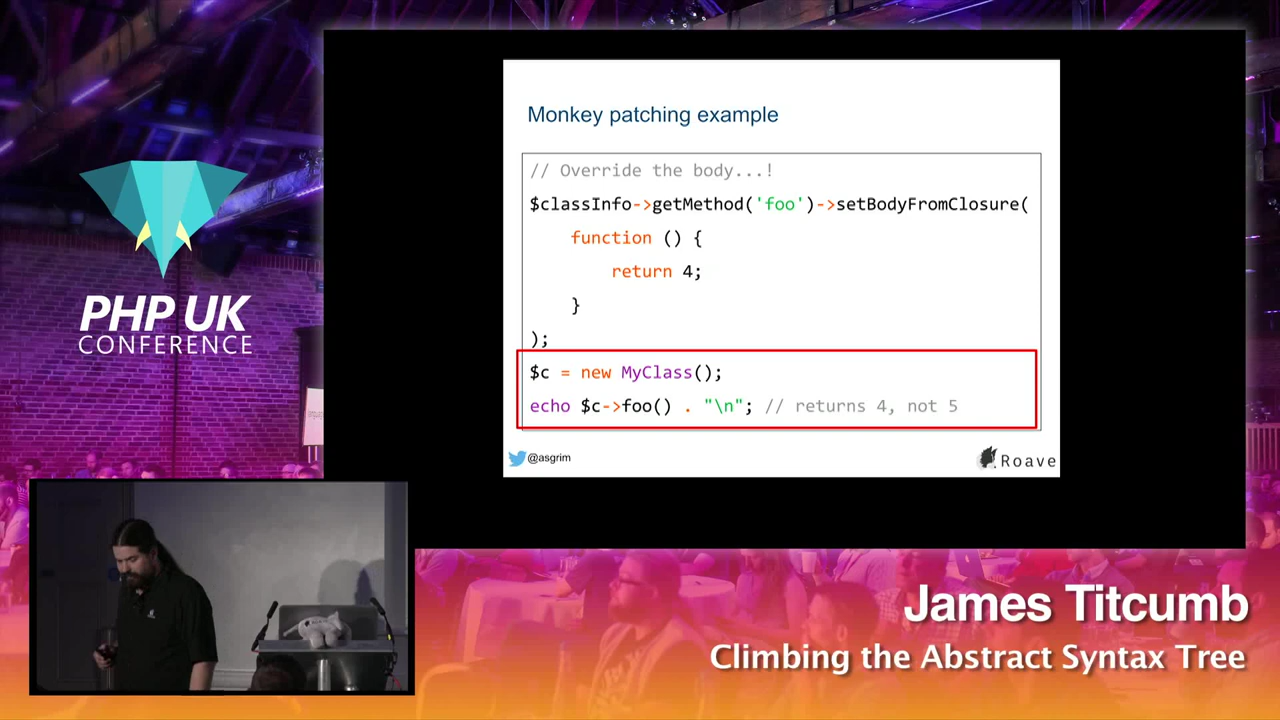 PHP UK
CONFERENCE
Monkey patching example
// Override the body...!
$classInfo->getMethod('foo')->setBodyFromClosure(
function () {
return 4;
}
);
$c = new MyClass();
echo $c->foo() . "\n"; // returns 4, not 5
@asgrim
Roave
James Titcumb
Climbing the Abstract Syntax Tree